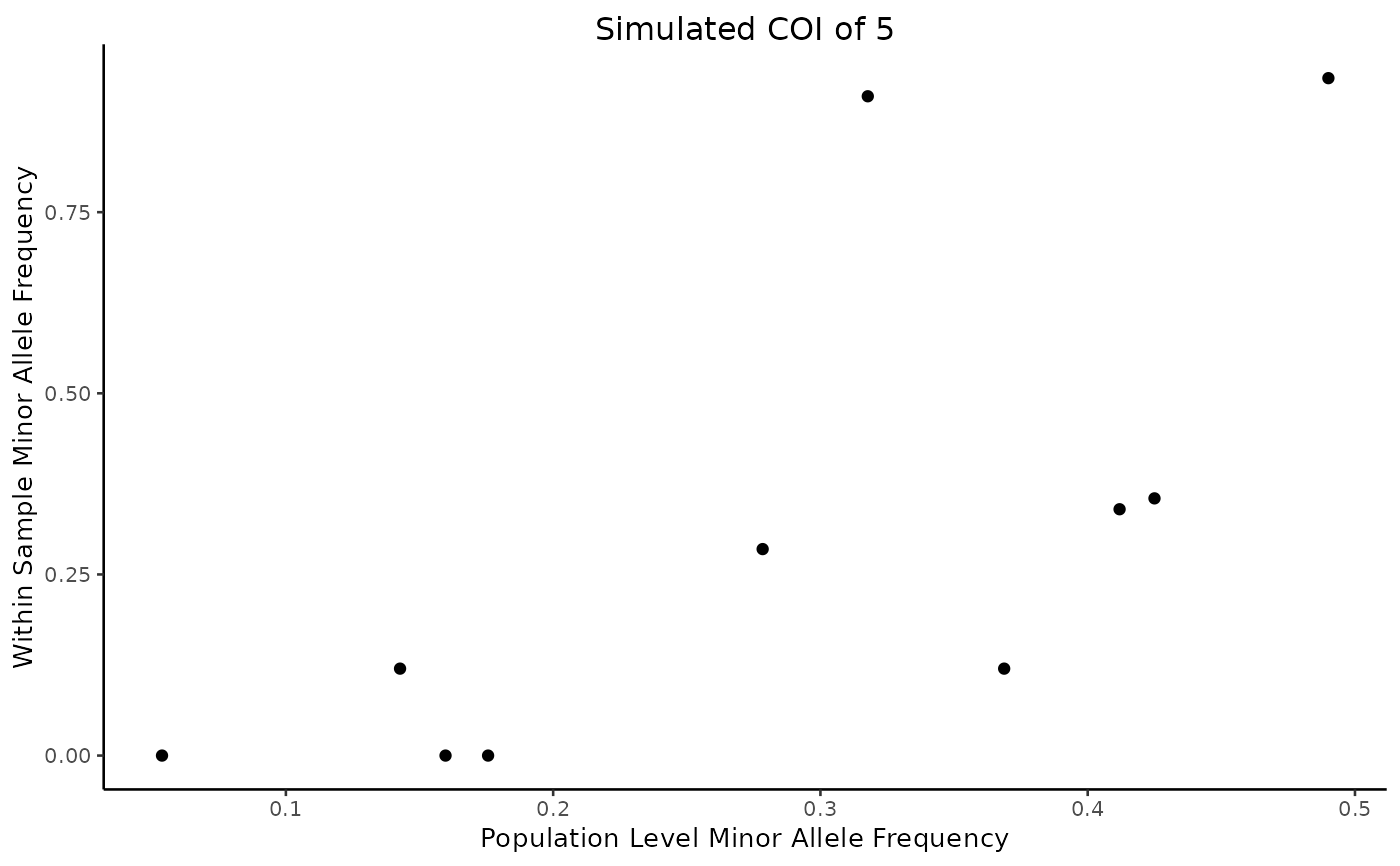 Simulated COI of 5
Within Sample Minor Allele Frequency
0.75
0.50
0.25
0.00
0.1 0.2 0.3 0.4 0.5
Population Level Minor Allele Frequency